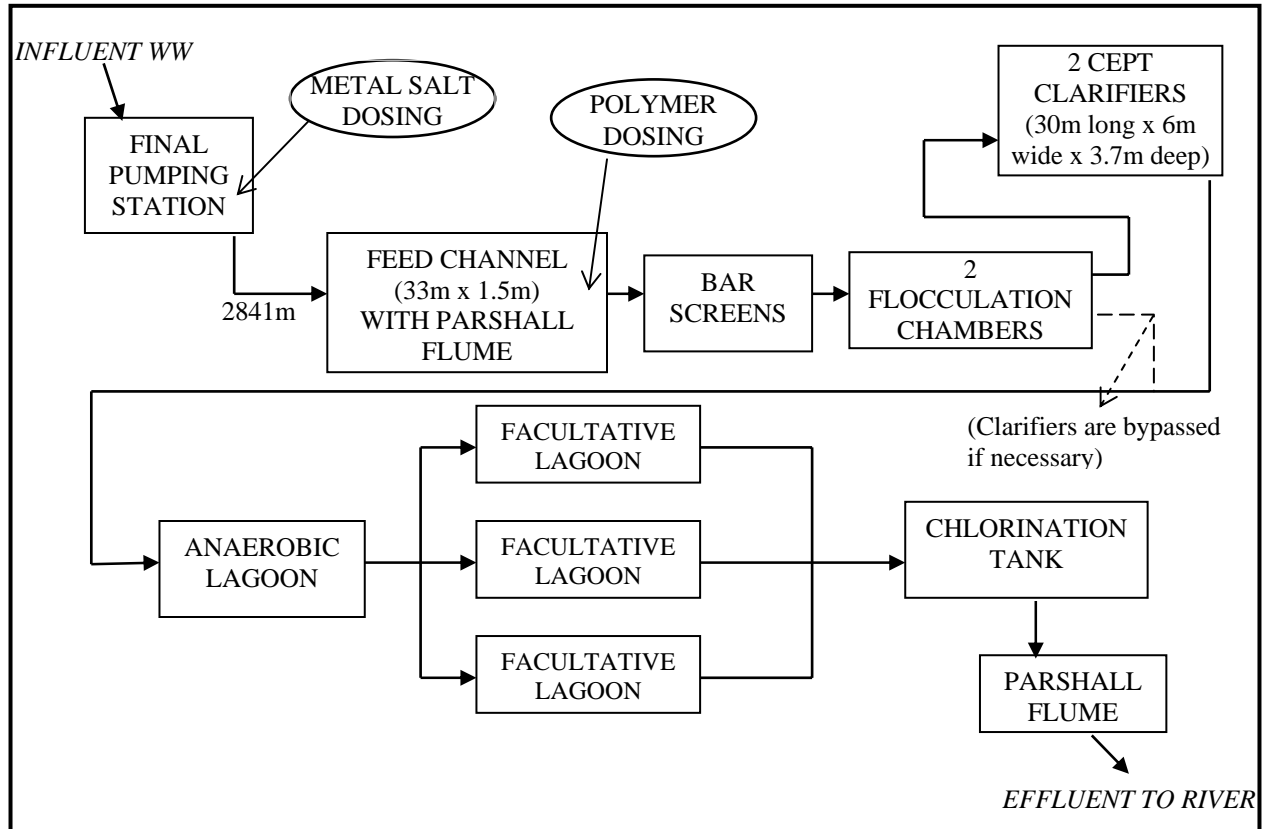 INFLUENT WW
METAL SALT
DOSING
POLYMER
DOSING
2 CEPT
CLARIFIERS
(30m long x 6m
wide x 3.7m deep)
FINAL
PUMPING
STATION
2841m
FEED CHANNEL
(33m x 1.5m)
WITH PARSHALL
FLUME
BAR
SCREENS
2
FLOCCULATION
CHAMBERS
(Clarifiers are bypassed
if necessary)
ANAEROBIC
LAGOON
FACULTATIVE
LAGOON
FACULTATIVE
LAGOON
FACULTATIVE
LAGOON
CHLORINATION
TANK
PARSHALL
FLUME
EFFLUENT TO RIVER